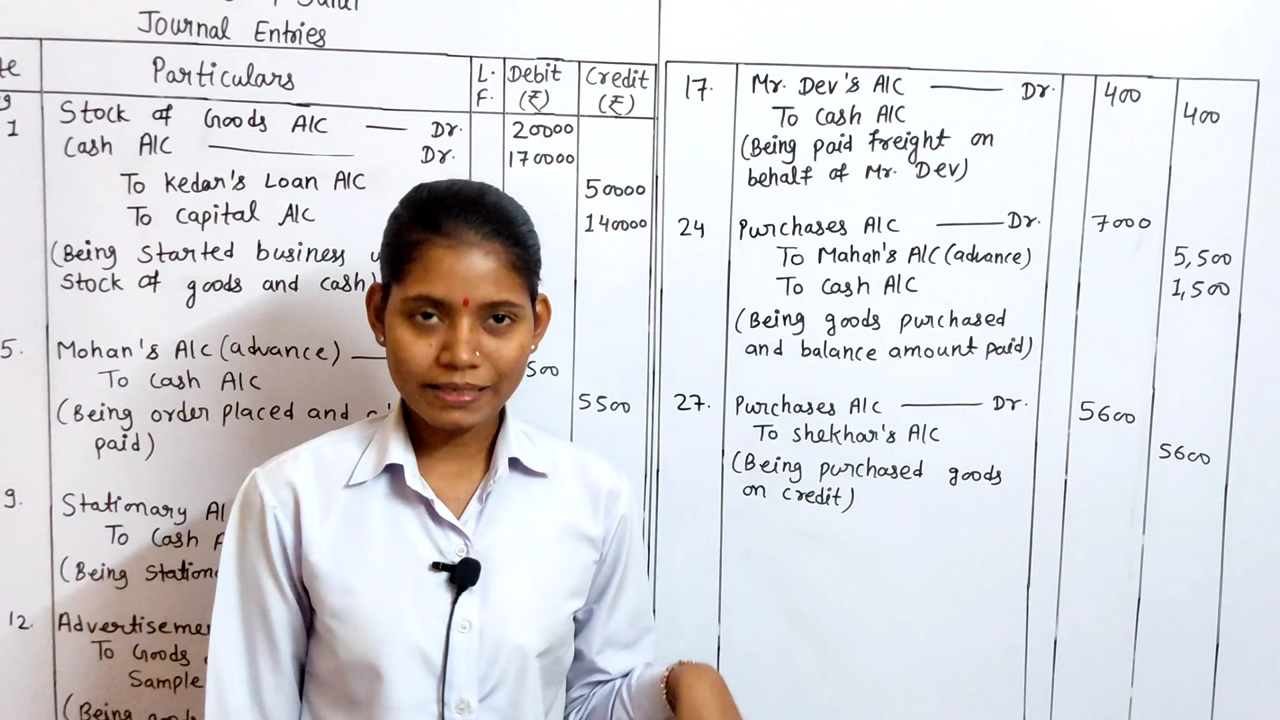 Journal Entries
Particulars L. F. Debit (₹) Credit (₹)
1 Stock of Goods A/C — Dr. 20000
Cash A/C — Dr. 170000
To Kedar's Loan A/C 50000
To Capital A/C 140000
(Being started business
Stock of goods and cash)
5. Mohan's A/C (advance) —
To Cash A/C 500
(Being order placed and 5500
paid)
9. Stationary A/
To Cash
(Being Station
12. Advertiseme
To Goods
Sample
(Being
17. Mr. Dev's A/C — Dr. 400
To Cash A/C 400
(Being paid freight on
behalf of Mr. Dev)
24 Purchases A/C — Dr. 7000
To Mahan's A/C (advance) 5,500
To Cash A/C 1,500
(Being goods purchased
and balance amount paid)
27. Purchases A/C — Dr. 5600
To Shekhar's A/C 5600
(Being purchased goods
on credit)